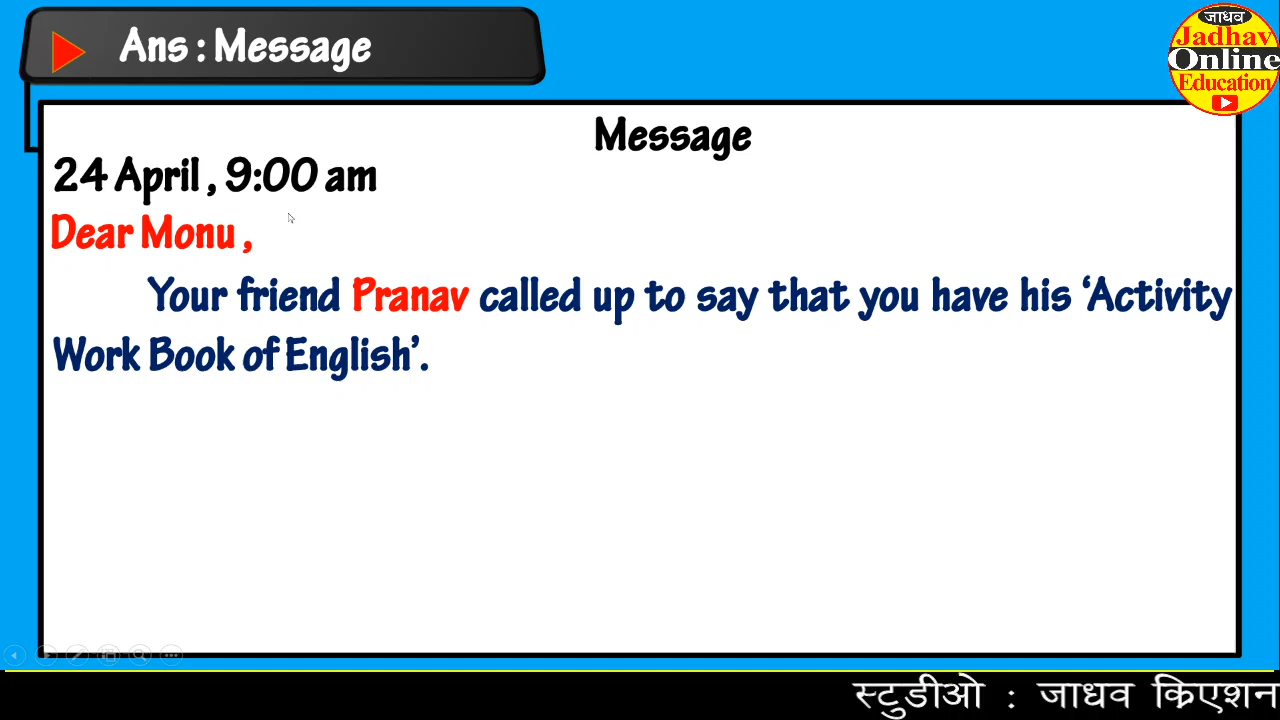 Ans : Message
जाधव
Jadhav
Online
Education
Message
24 April , 9:00 am
Dear Monu ,
Your friend Pranav called up to say that you have his ‘Activity
Work Book of English’.
स्टुडीओ : जाधव क्रिएशन